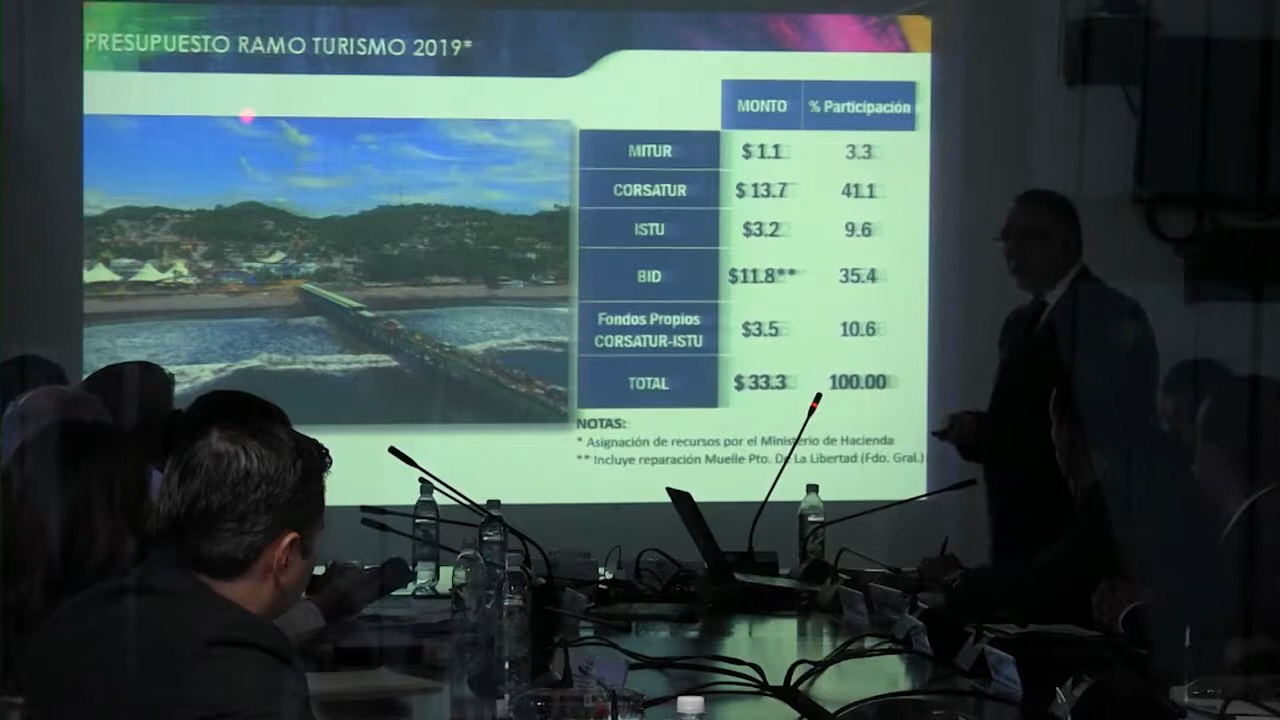 PRESUPUESTO RAMO TURISMO 2019*
MONTO % Participación
MITUR $1.1 3.3
CORSATUR $13.7 41.1
ISTU $3.2 9.6
BID $11.8** 35.4
Fondos Propios
CORSATUR-ISTU $3.5 10.6
TOTAL $33.3 100.00
NOTAS:
* Asignación de recursos por el Ministerio de Hacienda
** Incluye reparación Muelle Pto. De La Libertad (Fdo. Gral.)